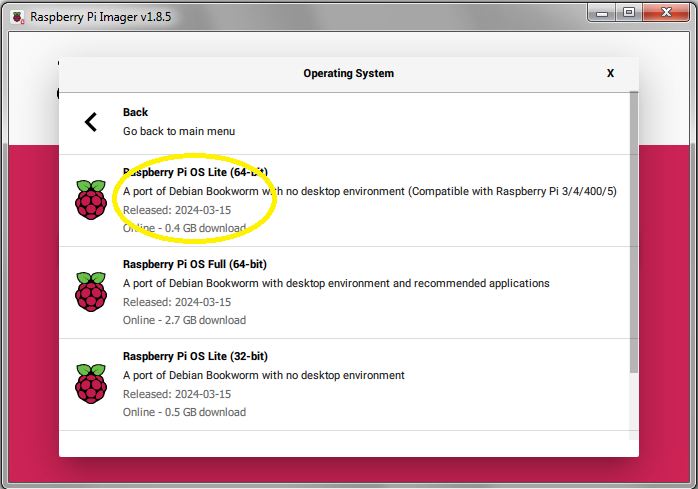 Raspberry Pi Imager v1.8.5
Operating System
X
Back
Go back to main menu
Raspberry Pi OS Lite (64-bit)
A port of Debian Bookworm with no desktop environment (Compatible with Raspberry Pi 3/4/400/5)
Released: 2024-03-15
Online - 0.4 GB download
Raspberry Pi OS Full (64-bit)
A port of Debian Bookworm with desktop environment and recommended applications
Released: 2024-03-15
Online - 2.7 GB download
Raspberry Pi OS Lite (32-bit)
A port of Debian Bookworm with no desktop environment
Released: 2024-03-15
Online - 0.5 GB download